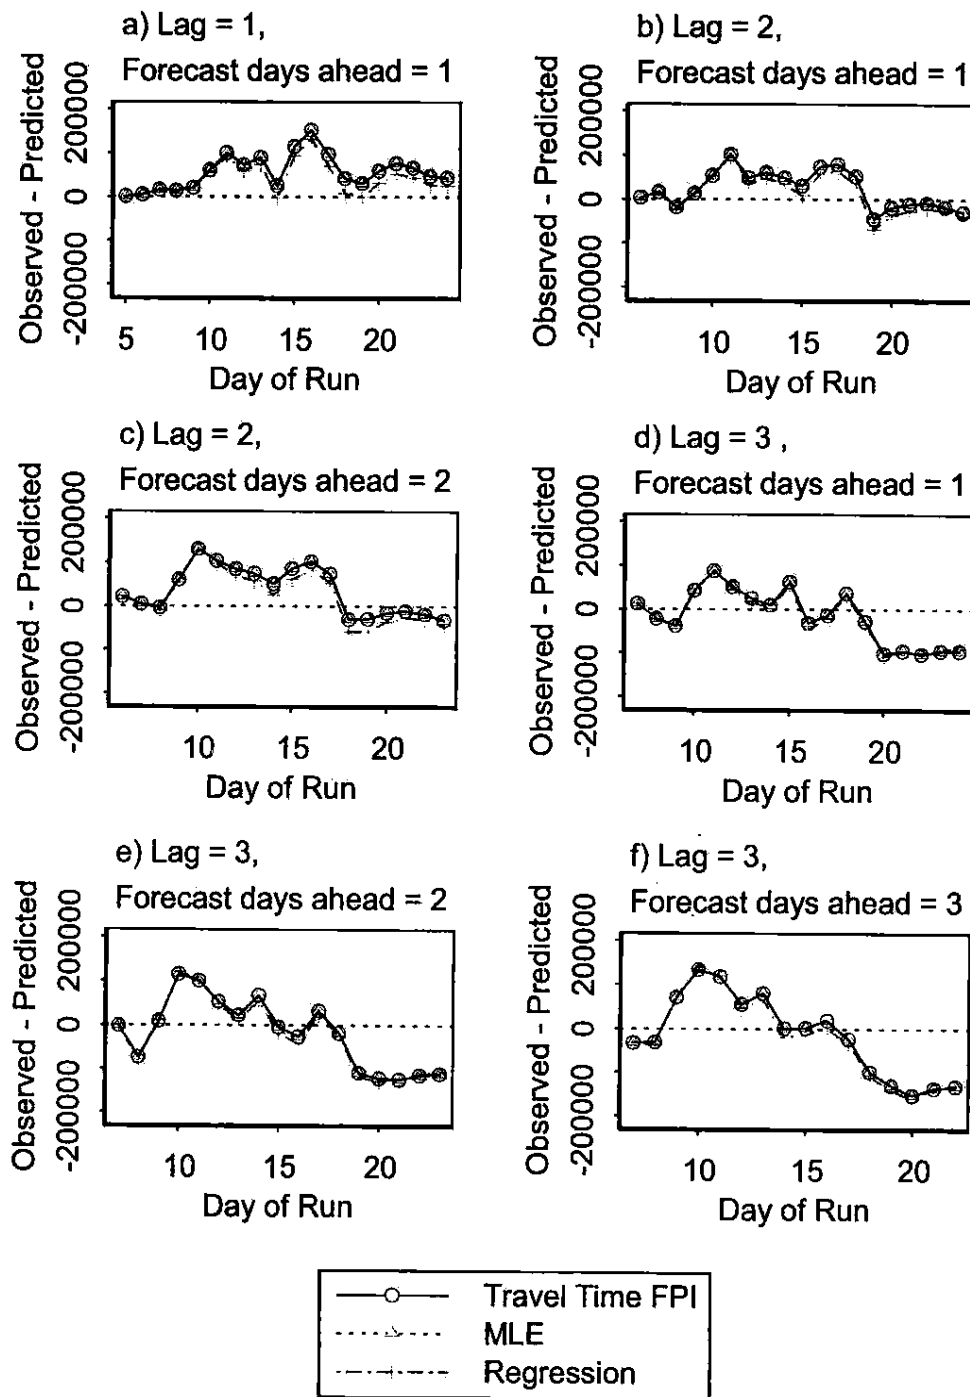 a) Lag = 1,
Forecast days ahead = 1
Observed - Predicted
200000
0
-200000
5
10
15
20
Day of Run
b) Lag = 2,
Forecast days ahead = 1
Observed - Predicted
200000
0
-200000
10
15
20
Day of Run
c) Lag = 2,
Forecast days ahead = 2
Observed - Predicted
200000
0
-200000
10
15
20
Day of Run
d) Lag = 3 ,
Forecast days ahead = 1
Observed - Predicted
200000
0
-200000
10
15
20
Day of Run
e) Lag = 3,
Forecast days ahead = 2
Observed - Predicted
200000
0
-200000
10
15
20
Day of Run
f) Lag = 3,
Forecast days ahead = 3
Observed - Predicted
200000
0
-200000
10
15
20
Day of Run
Travel Time FPI
MLE
Regression